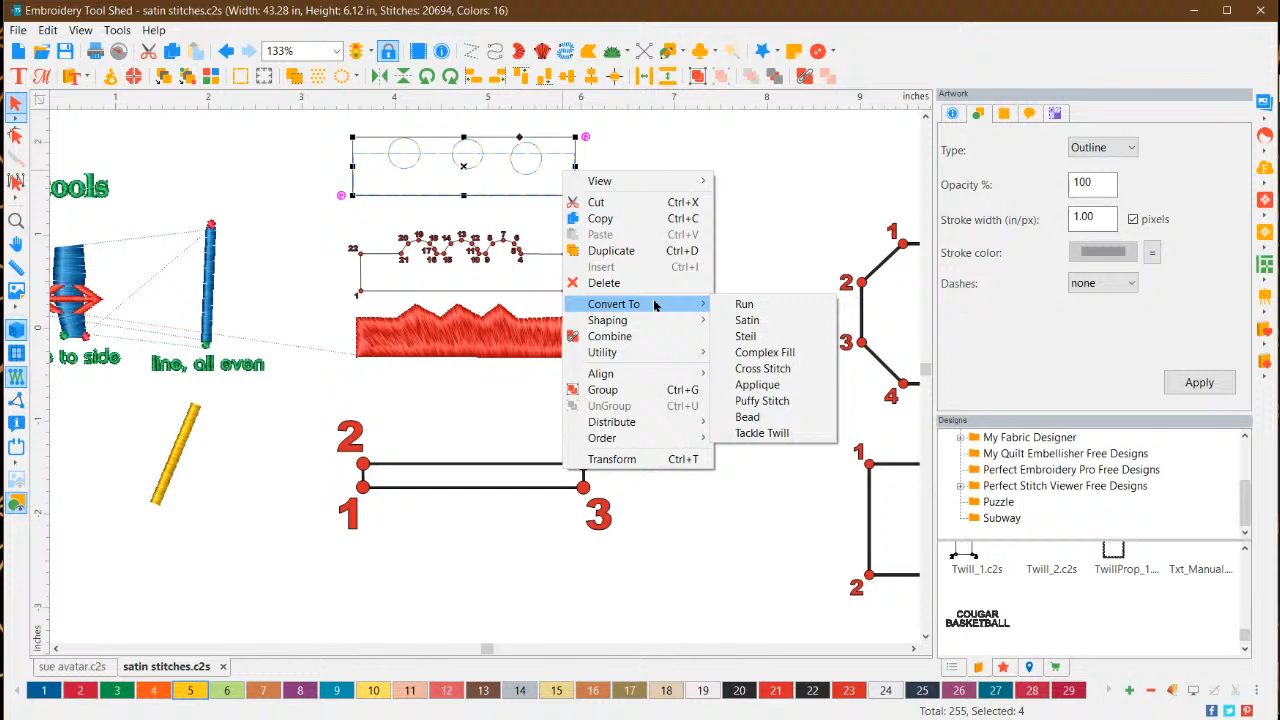 Embroidery Tool Shed - satin stitches.c2s (Width: 43.28 in, Height: 6.12 in, Stitches: 20694, Colors: 16)
File Edit View Tools Help
133%
1 2 3 4 5 6 7 8 9 inches
Artwork
Type: Outline
Opacity %: 100
Stroke width (in/px): 1.00 pixels
Stroke color: =
Dashes: none
Apply
ools
e to side
line, all even
View
Cut Ctrl+X
Copy Ctrl+C
Paste Ctrl+V
Duplicate Ctrl+D
Insert Ctrl+I
Delete
Convert To
Shaping
Combine
Utility
Align
Group Ctrl+G
UnGroup Ctrl+U
Distribute
Order
Transform Ctrl+T
Run
Satin
Steil
Complex Fill
Cross Stitch
Applique
Puffy Stitch
Bead
Tackle Twill
22
1
2
1
3
1
2
3
4
1
2
Designs
My Fabric Designer
My Quilt Embellisher Free Designs
Perfect Embroidery Pro Free Designs
Perfect Stitch Viewer Free Designs
Puzzle
Subway
Twill_1.c2s Twill_2.c2s TwillProp_1.... Txt_Manual....
COUGAR
BASKETBALL
inches
satin stitches.c2s
sue avatar.c2s
1 2 3 4 5 6 7 8 9 10 11 12 13 14 15 16 17 18 19 20 21 22 23 24 25 26 27 28 29
Total: 255, Selected: 4